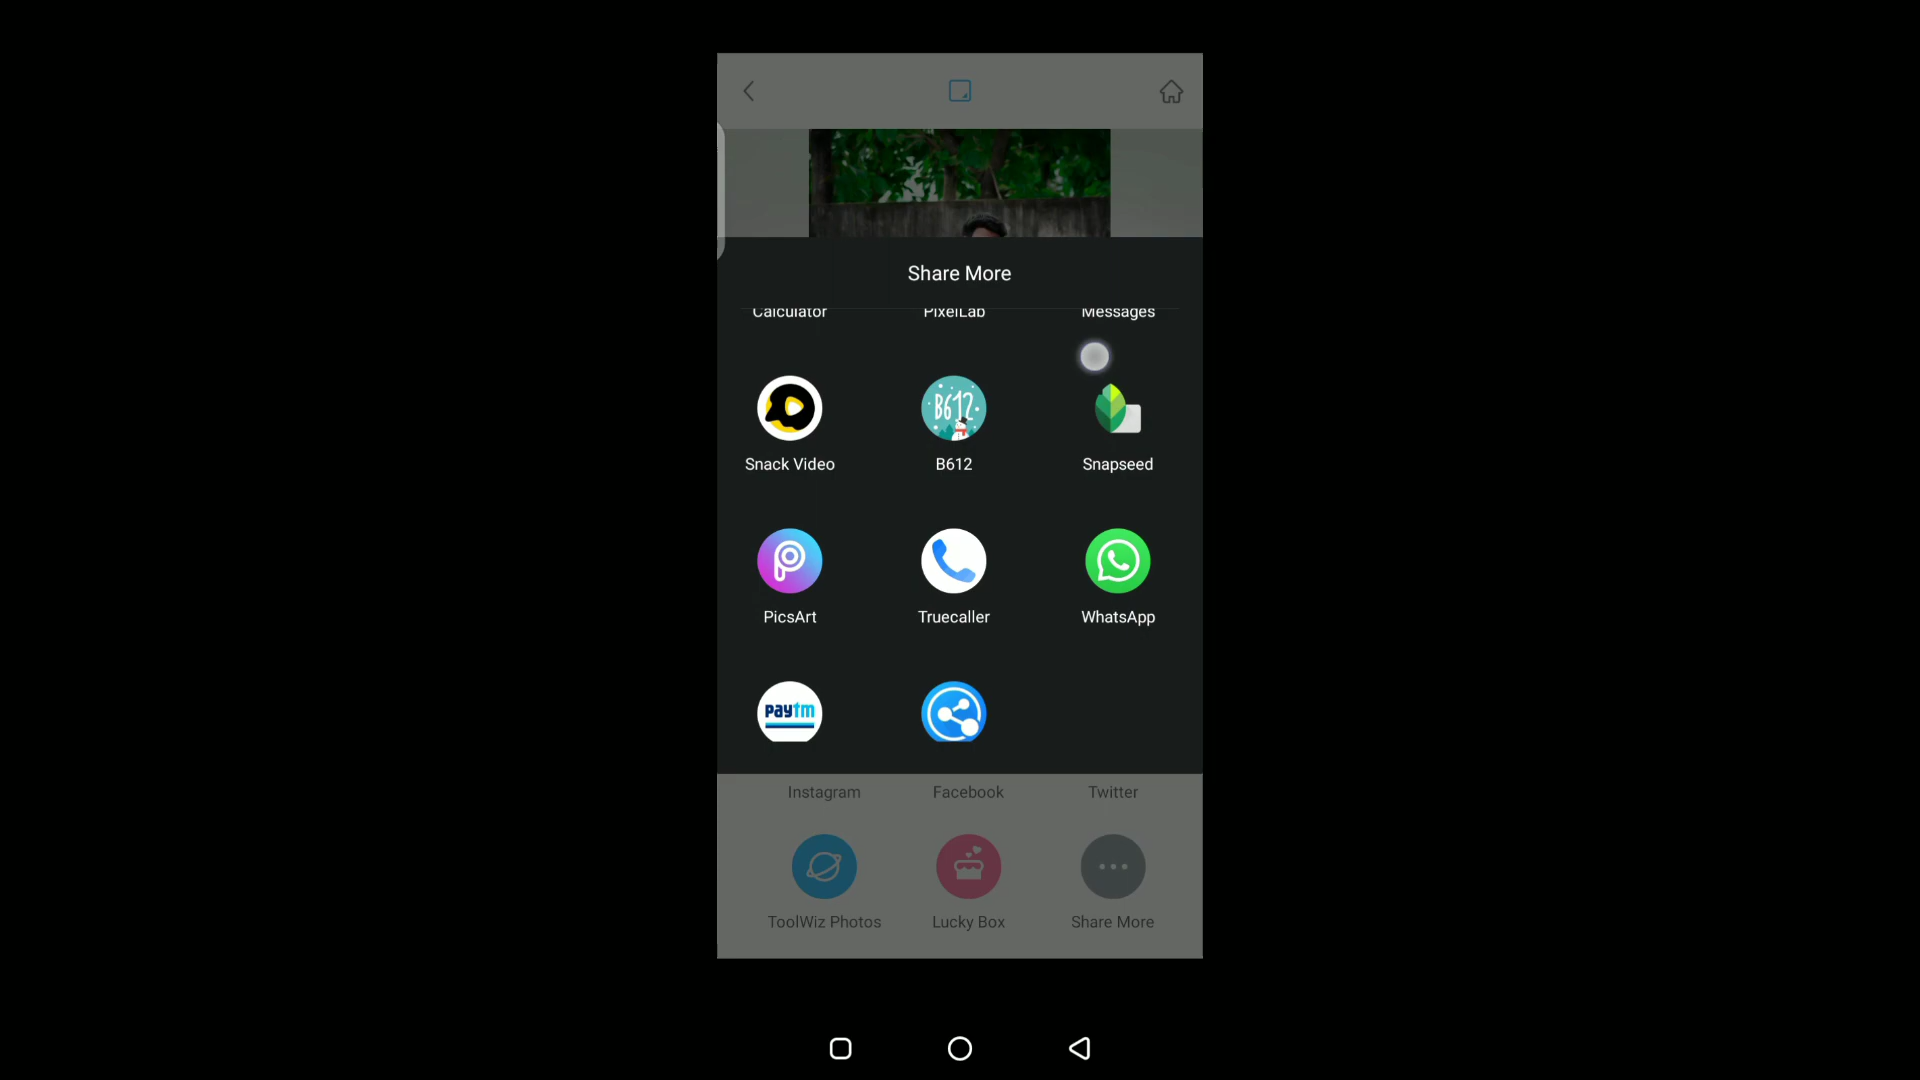 Share More
Calculator PixelLab Messages
B612
Snack Video B612 Snapseed
PicsArt Truecaller WhatsApp
paytm
Instagram Facebook Twitter
ToolWiz Photos Lucky Box Share More